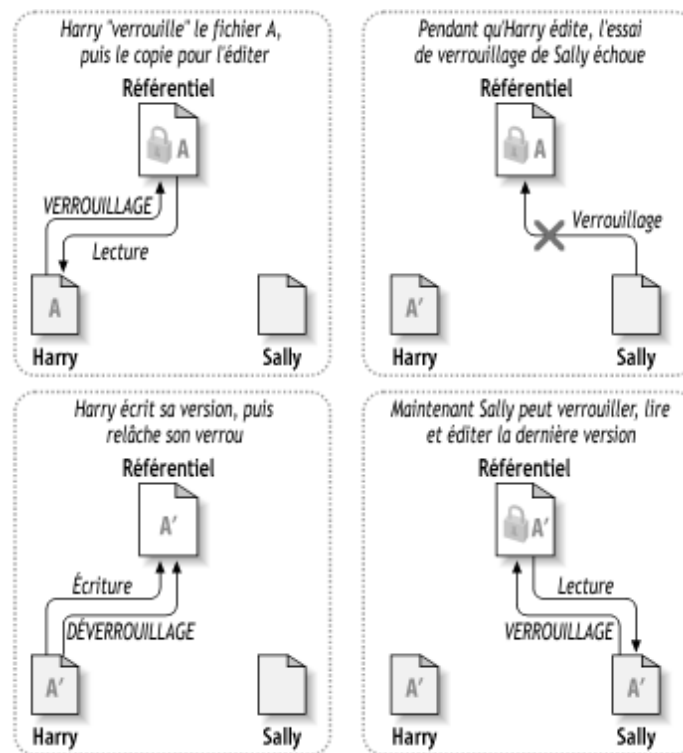 Harry "verrouille" le fichier A,
puis le copie pour l'éditer
Référentiel
A
VERROUILLAGE
Lecture
A
Harry
Sally
Pendant qu'Harry édite, l'essai
de verrouillage de Sally échoue
Référentiel
A
Verrouillage
A'
Harry
Sally
Harry écrit sa version, puis
relâche son verrou
Référentiel
A'
Écriture
DÉVERROUILLAGE
A'
Harry
Sally
Maintenant Sally peut verrouiller, lire
et éditer la dernière version
Référentiel
A'
Lecture
VERROUILLAGE
A'
A'
Harry
Sally